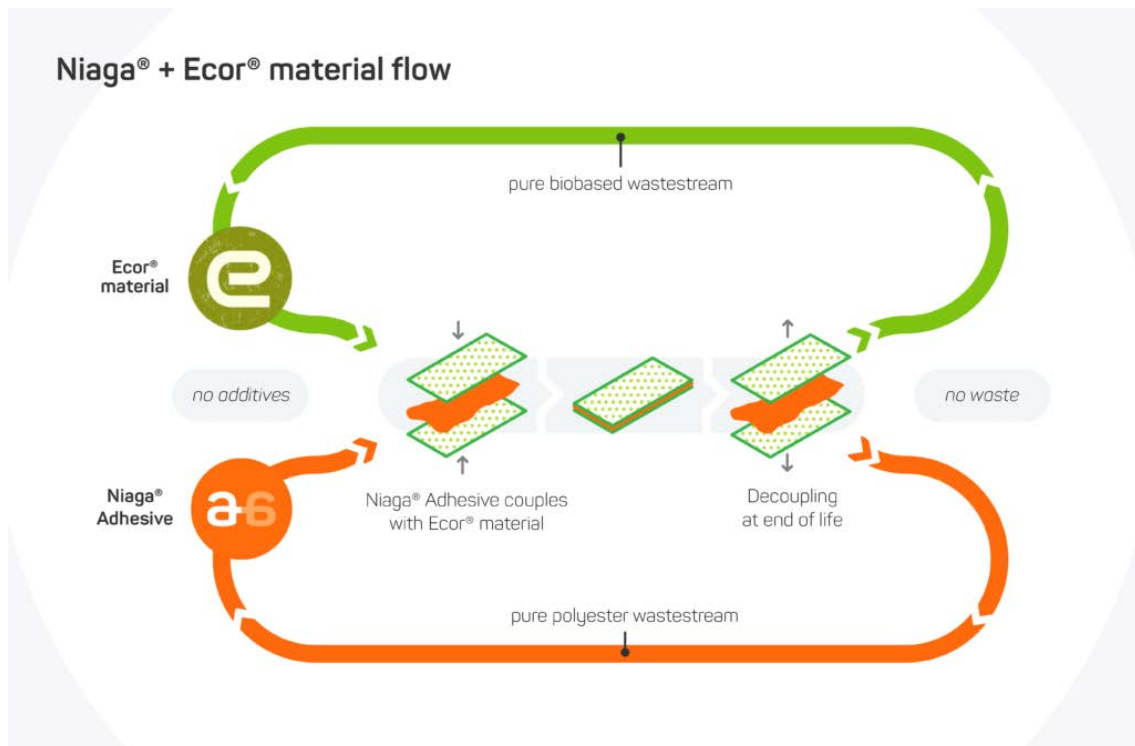 Niaga® + Ecor® material flow
pure biobased wastestream
Ecor®
material
no additives
no waste
Niaga®
Adhesive
Niaga® Adhesive couples
with Ecor® material
Decoupling
at end of life
pure polyester wastestream